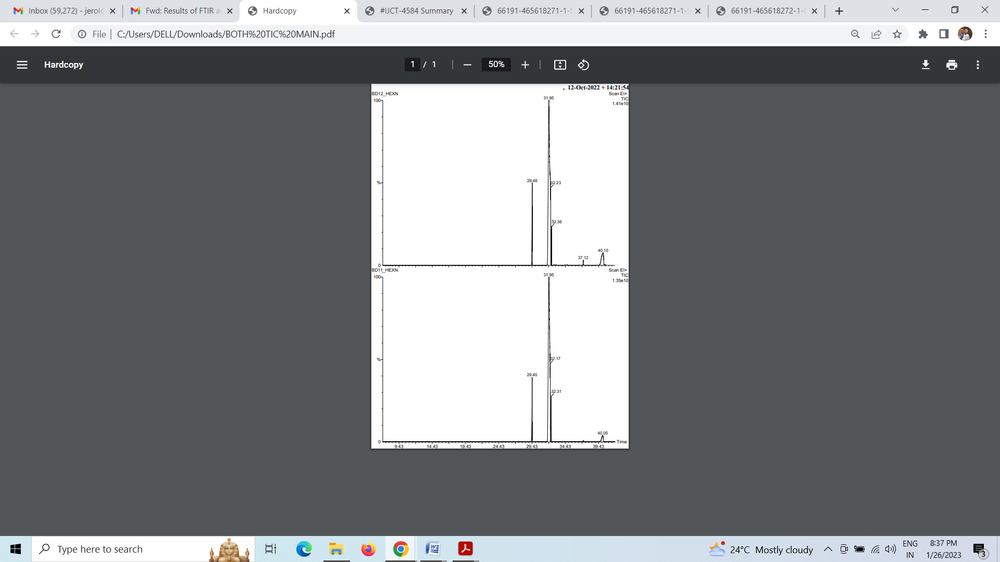 Inbox (59,272) - jerold
Fwd: Results of FTIR a
Hardcopy
#IJCT-4584 Summary
66191-465618271-1-S
66191-465618271-1-S
66191-465618272-1-
File
C:/Users/DELL/Downloads/BOTH%20TIC%20MAIN.pdf
Hardcopy
1 / 1
50%
, 12-Oct-2022 + 14:21:54
BD12_HEXN
Scan EI+
TIC
1.41e10
100
31.95
29.46
%
32.23
32.36
40.10
37.12
0
BD11_HEXN
Scan EI+
TIC
1.35e10
100
31.95
%
32.17
29.45
32.31
40.05
0
Time
9.43 14.43 19.43 24.43 29.43 34.43 39.43
Type here to search
24°C Mostly cloudy
ENG
IN
8:37 PM
1/26/2023
3